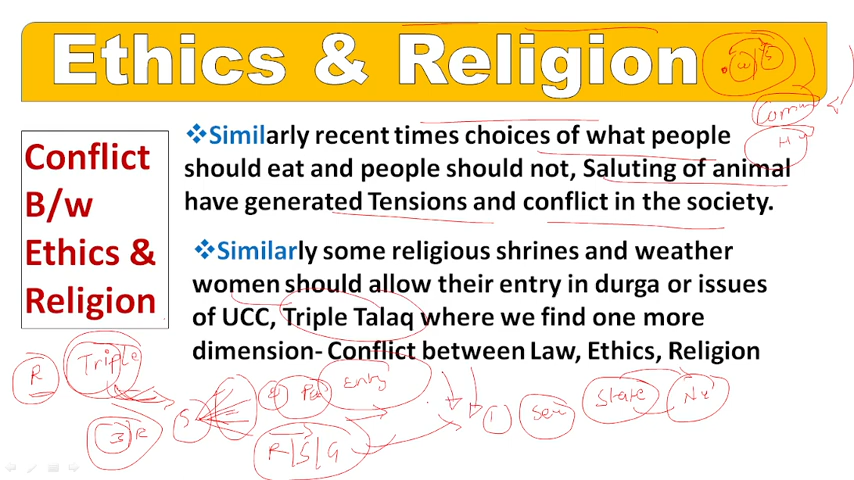 Ethics & Religion
Conflict
B/w
Ethics &
Religion
❖Similarly recent times choices of what people
should eat and people should not, Saluting of animal
have generated Tensions and conflict in the society.
❖Similarly some religious shrines and weather
women should allow their entry in durga or issues
of UCC, Triple Talaq where we find one more
dimension- Conflict between Law, Ethics, Religion
R Triple
Entry
State
R|S|G